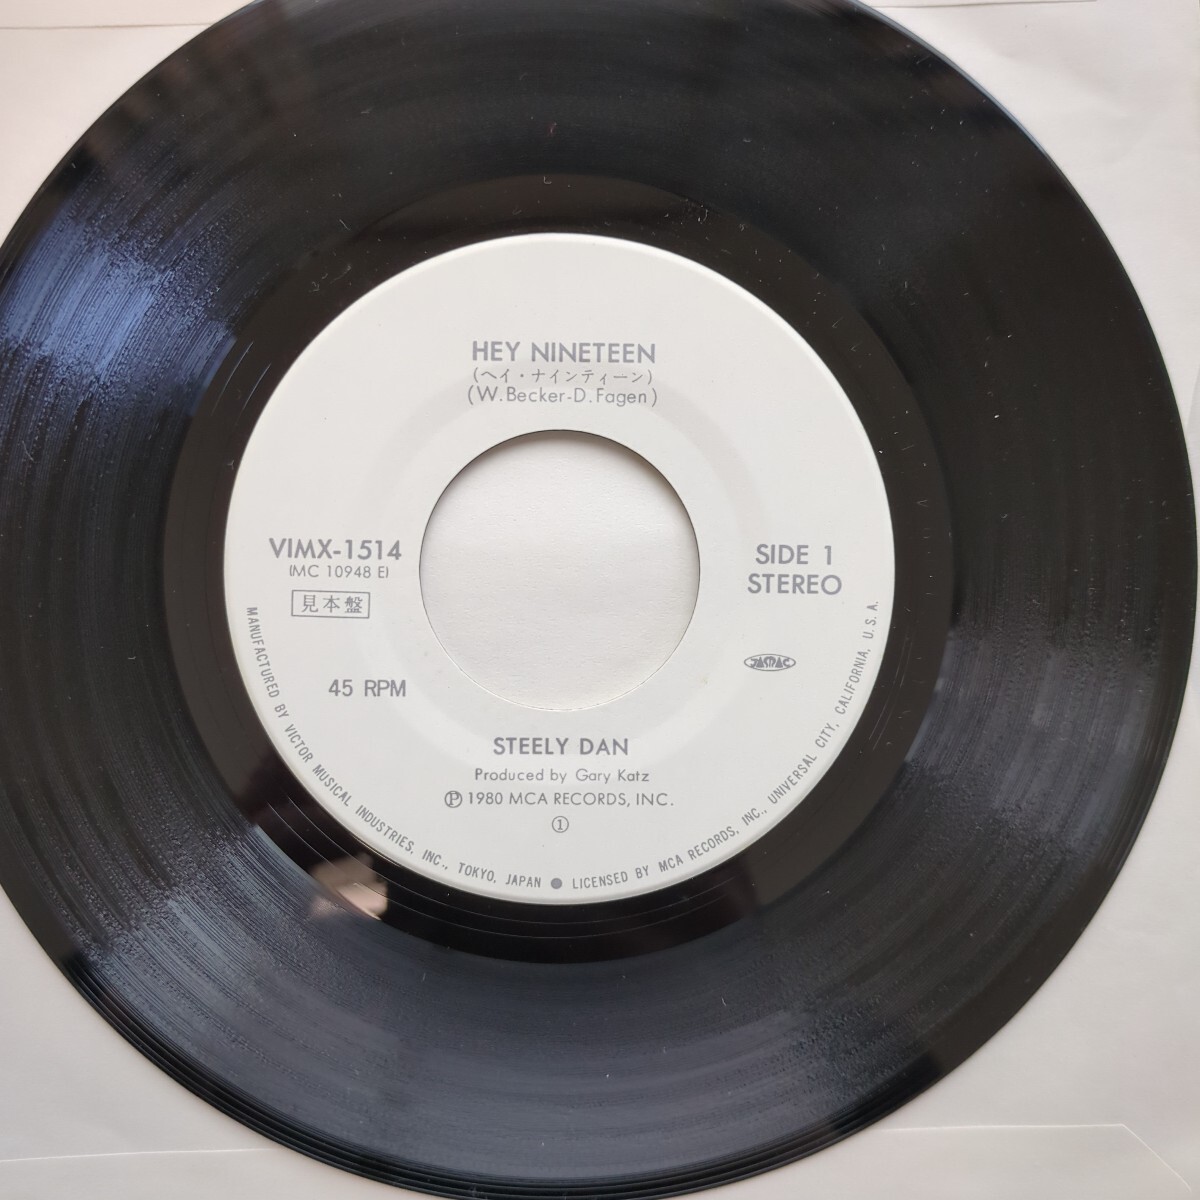 HEY NINETEEN
(ヘイ・ナインティーン)
(W.Becker-D.Fagen)
VIMX-1514
(MC 10948 E)
見本盤
45 RPM
SIDE 1
STEREO
JASRAC
STEELY DAN
Produced by Gary Katz
Ⓟ 1980 MCA RECORDS, INC.
①
MANUFACTURED BY VICTOR MUSICAL INDUSTRIES, INC., TOKYO, JAPAN ● LICENSED BY MCA RECORDS, INC., UNIVERSAL CITY, CALIFORNIA, U.S.A.